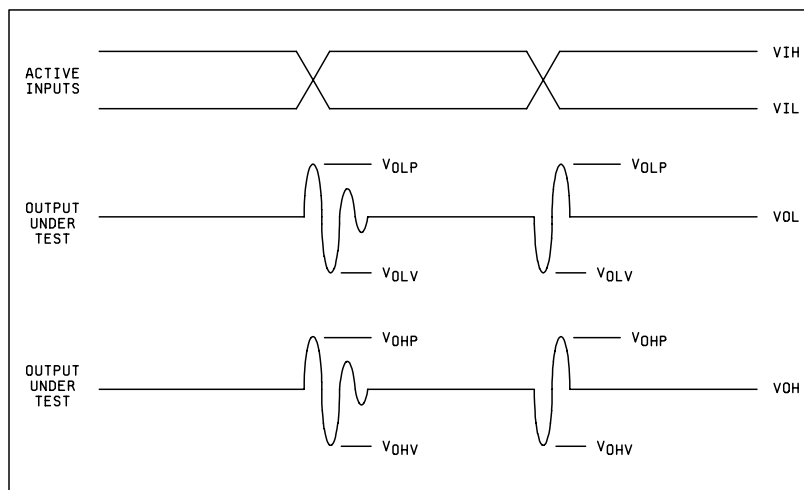 VIH
ACTIVE
INPUTS
VIL
VOLP
VOLP
OUTPUT
UNDER
TEST
VOL
VOLV
VOLV
VOHP
VOHP
OUTPUT
UNDER
TEST
VOH
VOHV
VOHV